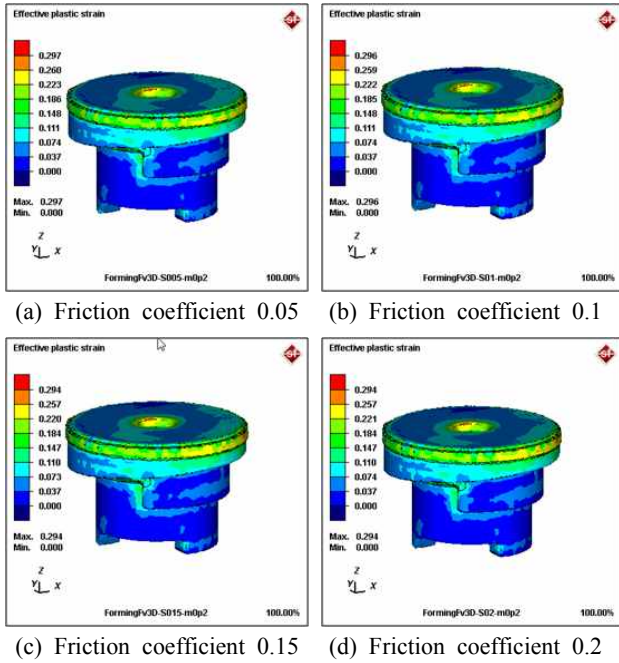 Effective plastic strain
0.297
0.260
0.223
0.186
0.148
0.111
0.074
0.037
0.000
Max. 0.297
Min. 0.000
Z
Y X
FormingFv3D-S005-m0p2 100.00%
(a) Friction coefficient 0.05
Effective plastic strain
0.296
0.259
0.222
0.185
0.148
0.111
0.074
0.037
0.000
Max. 0.296
Min. 0.000
Z
Y X
FormingFv3D-S01-m0p2 100.00%
(b) Friction coefficient 0.1
Effective plastic strain
0.294
0.257
0.220
0.184
0.147
0.110
0.073
0.037
0.000
Max. 0.294
Min. 0.000
Z
Y X
FormingFv3D-S015-m0p2 100.00%
(c) Friction coefficient 0.15
Effective plastic strain
0.294
0.257
0.221
0.184
0.147
0.110
0.073
0.037
0.000
Max. 0.294
Min. 0.000
Z
Y X
FormingFv3D-S02-m0p2 100.00%
(d) Friction coefficient 0.2